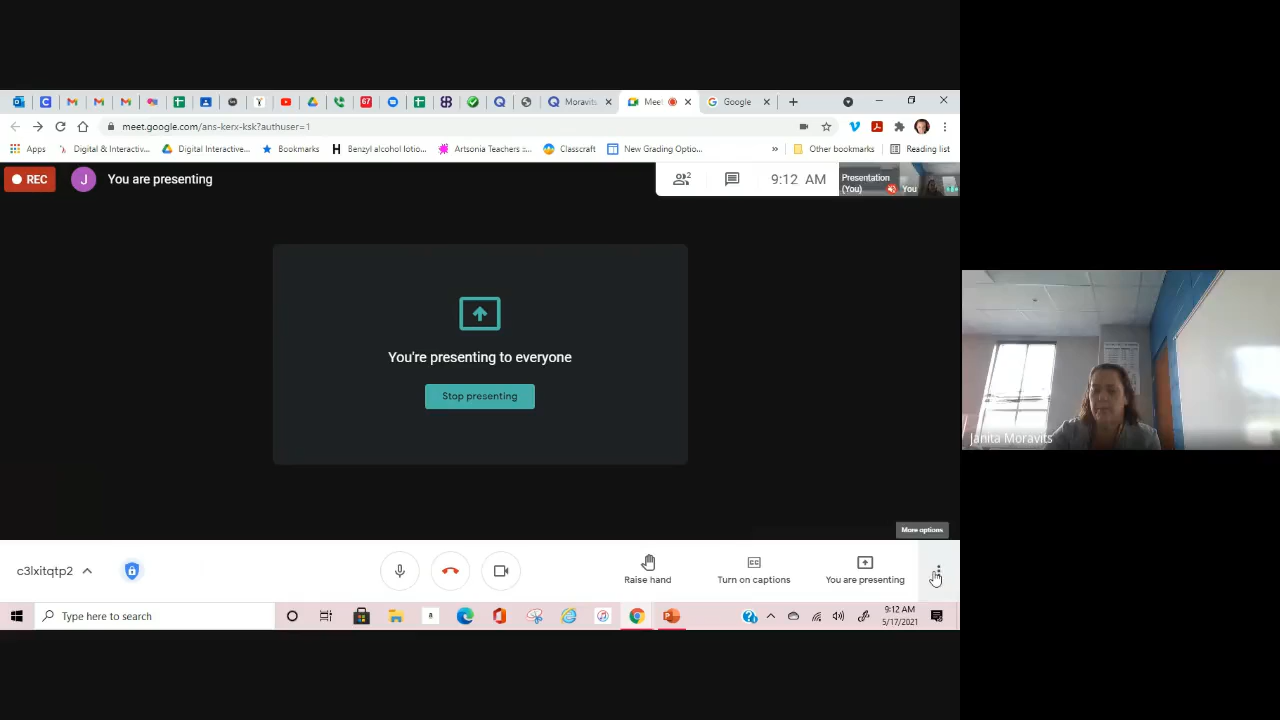 67
Moravits
Meet
Google
meet.google.com/ans-kerx-ksk?authuser=1
Apps
Digital & Interactiv...
Digital Interactive...
Bookmarks
Benzyl alcohol lotio...
Artsonia Teachers ::...
Classcraft
New Grading Optio...
»
Other bookmarks
Reading list
REC
J
You are presenting
2
9:12 AM
Presentation
(You)
You
You're presenting to everyone
Stop presenting
Janita Moravits
More options
c3lxitqtp2
Raise hand
CC
Turn on captions
You are presenting
Type here to search
a
9:12 AM
5/17/2021